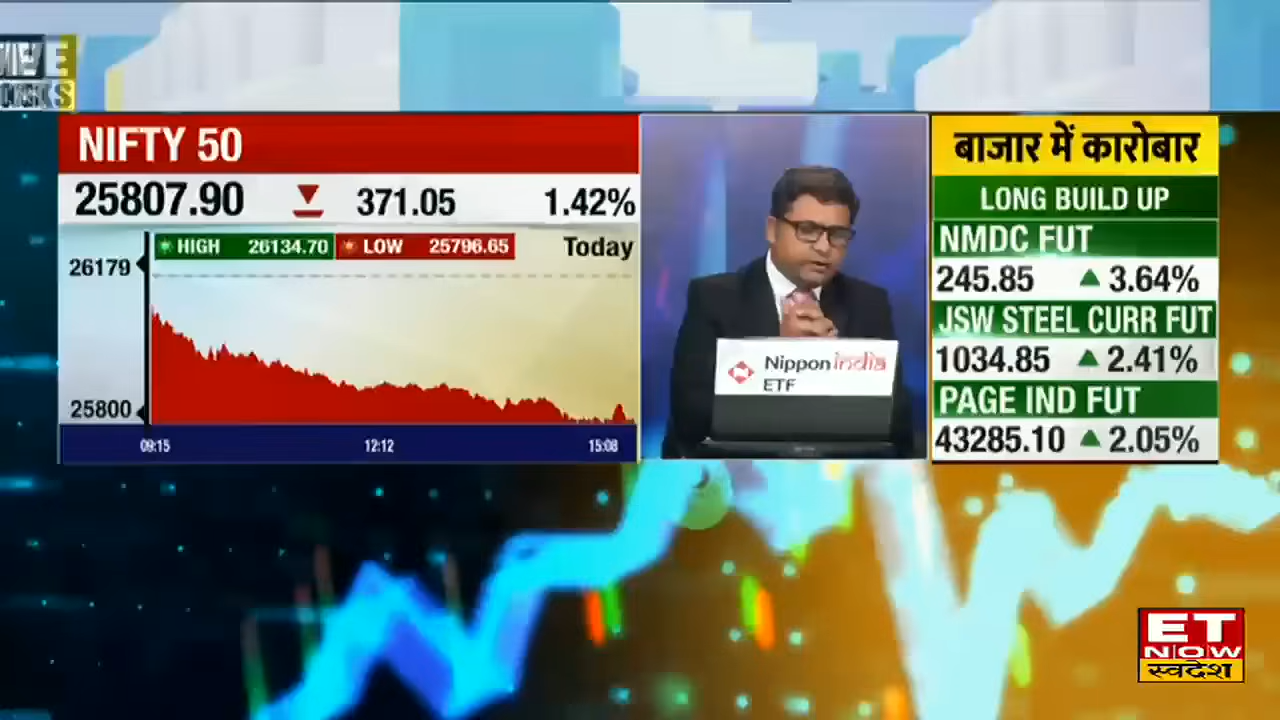 NIFTY 50
25807.90 371.05 1.42%
HIGH 26134.70 LOW 25796.65 Today
26179
25800
09:15 12:12 15:08
Nippon india
ETF
बाजार में कारोबार
LONG BUILD UP
NMDC FUT
245.85 3.64%
JSW STEEL CURR FUT
1034.85 2.41%
PAGE IND FUT
43285.10 2.05%
ET
NOW
स्वदेश